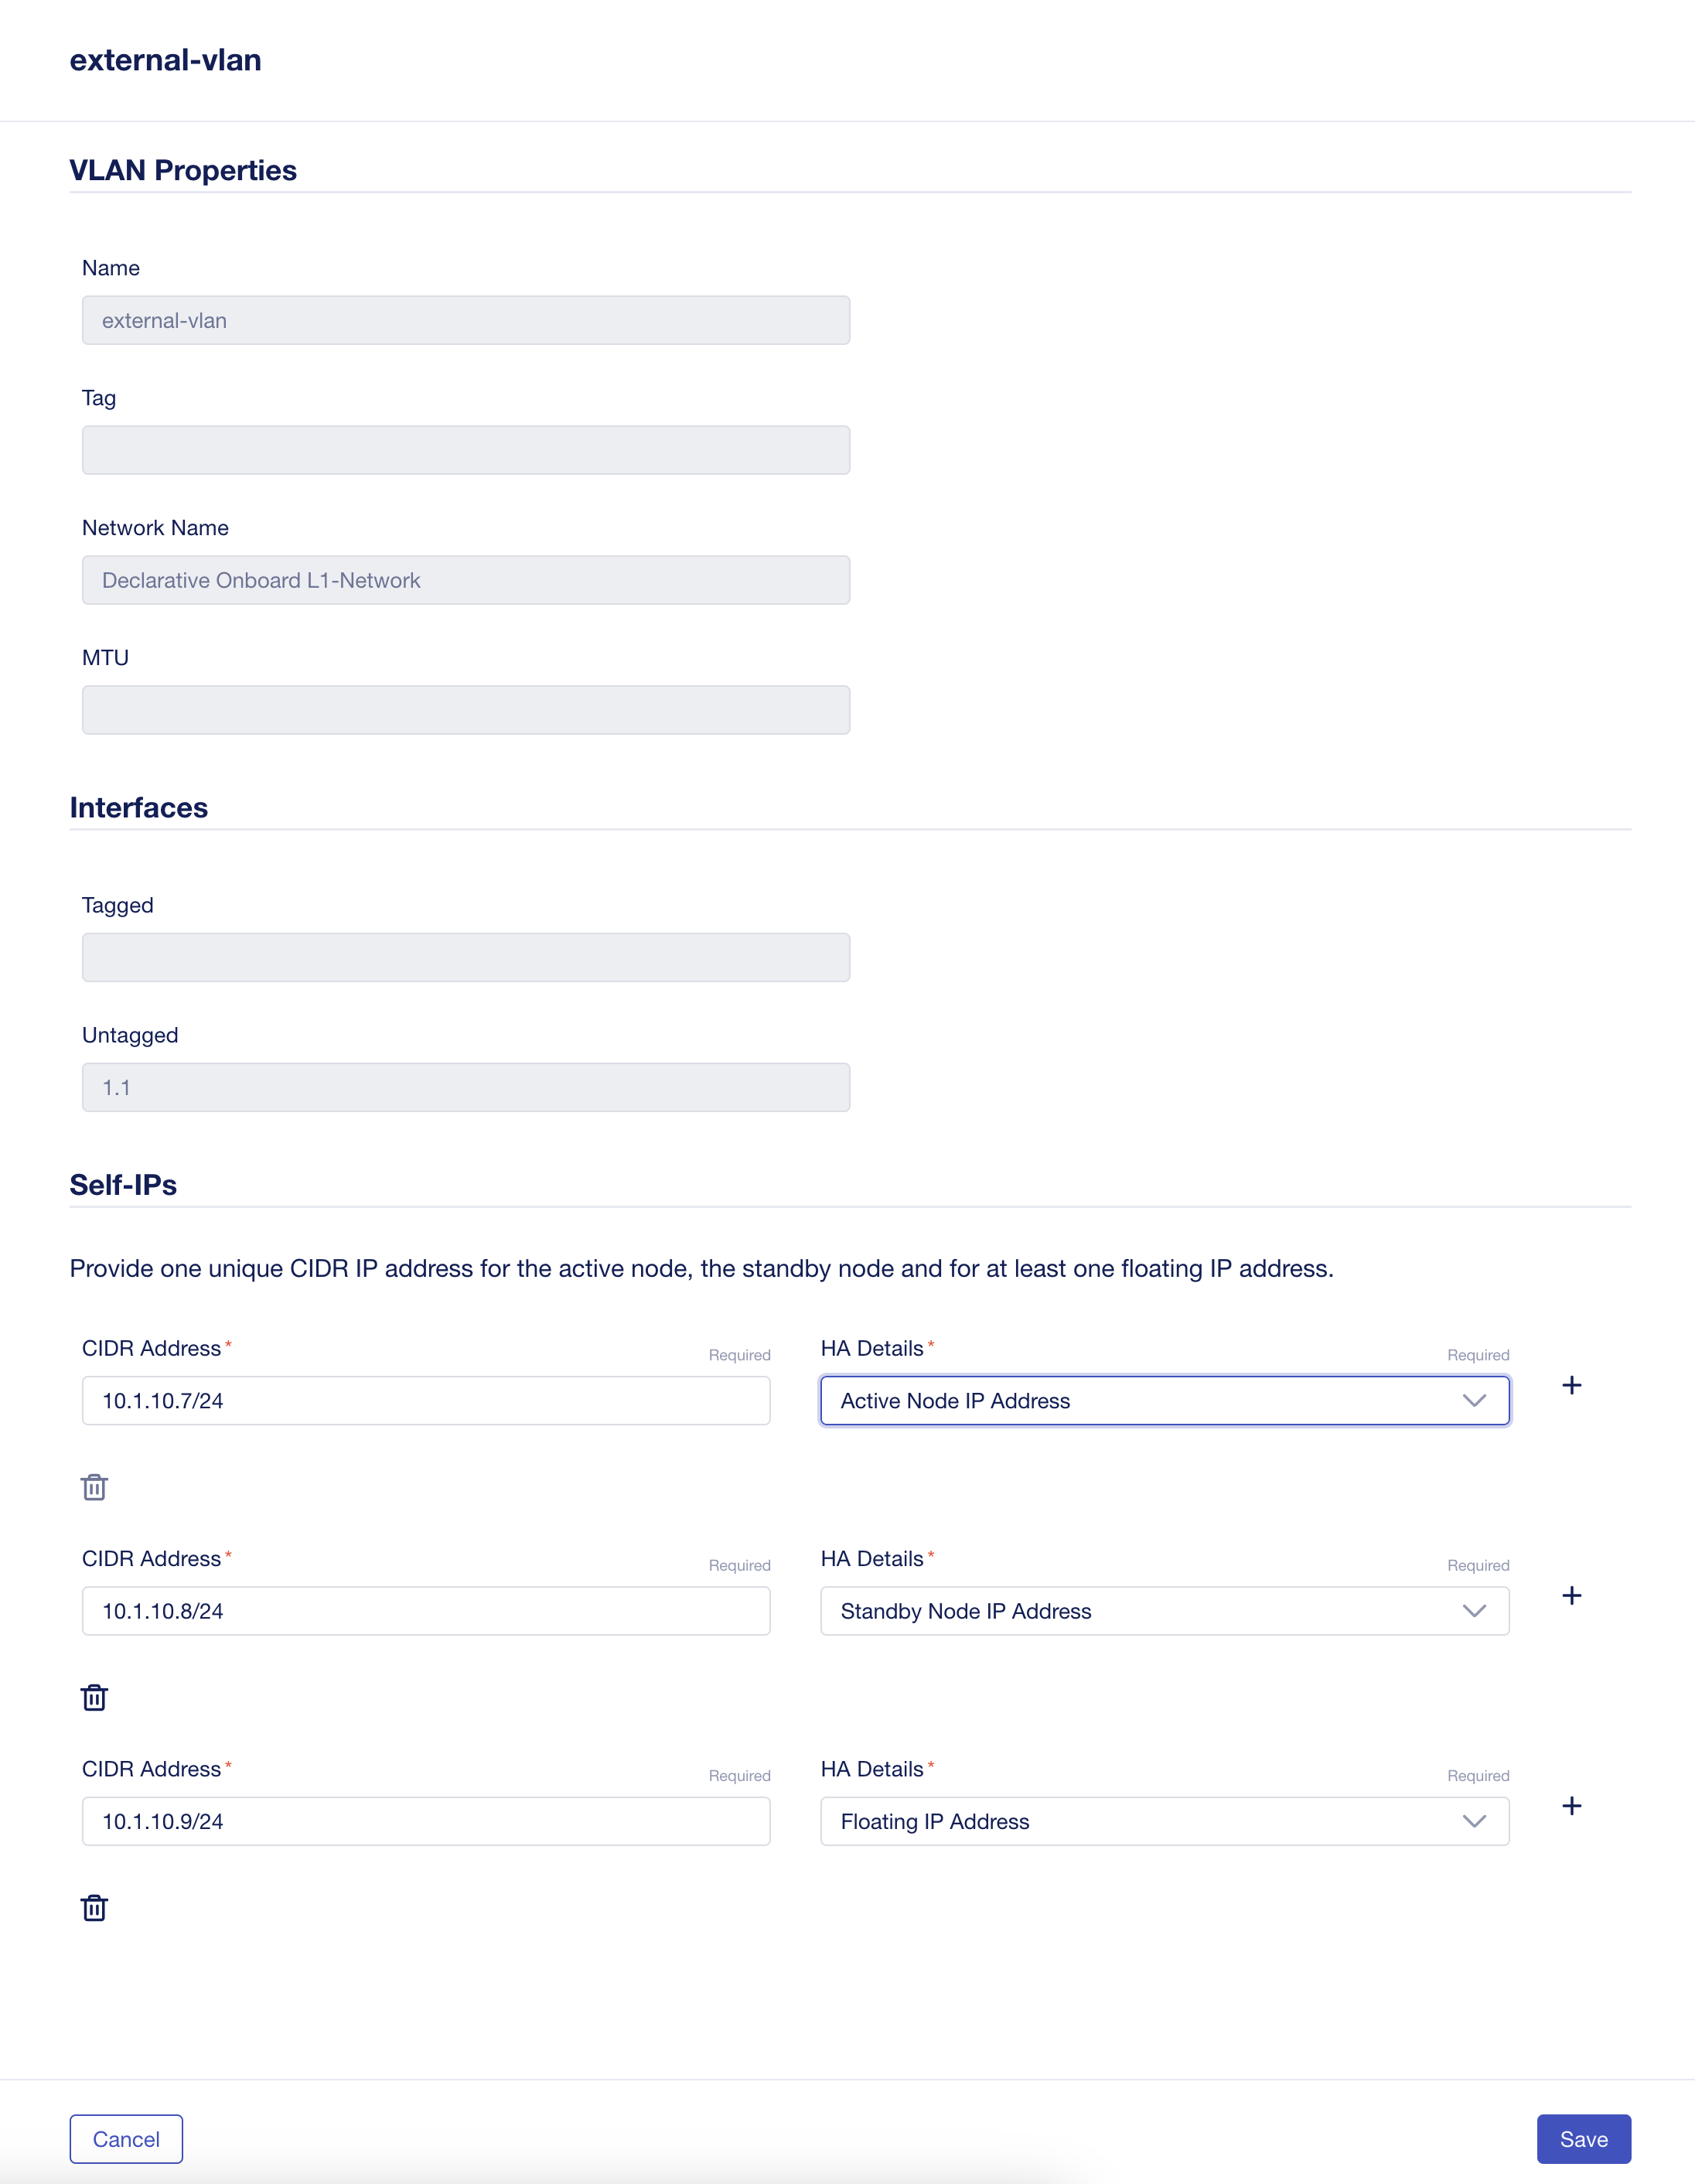 external-vlan
VLAN Properties
Name
external-vlan
Tag
Network Name
Declarative Onboard L1-Network
MTU
Interfaces
Tagged
Untagged
1.1
Self-IPs
Provide one unique CIDR IP address for the active node, the standby node and for at least one floating IP address.
CIDR Address* Required HA Details* Required
10.1.10.7/24 Active Node IP Address
CIDR Address* Required HA Details* Required
10.1.10.8/24 Standby Node IP Address
CIDR Address* Required HA Details* Required
10.1.10.9/24 Floating IP Address
Cancel Save